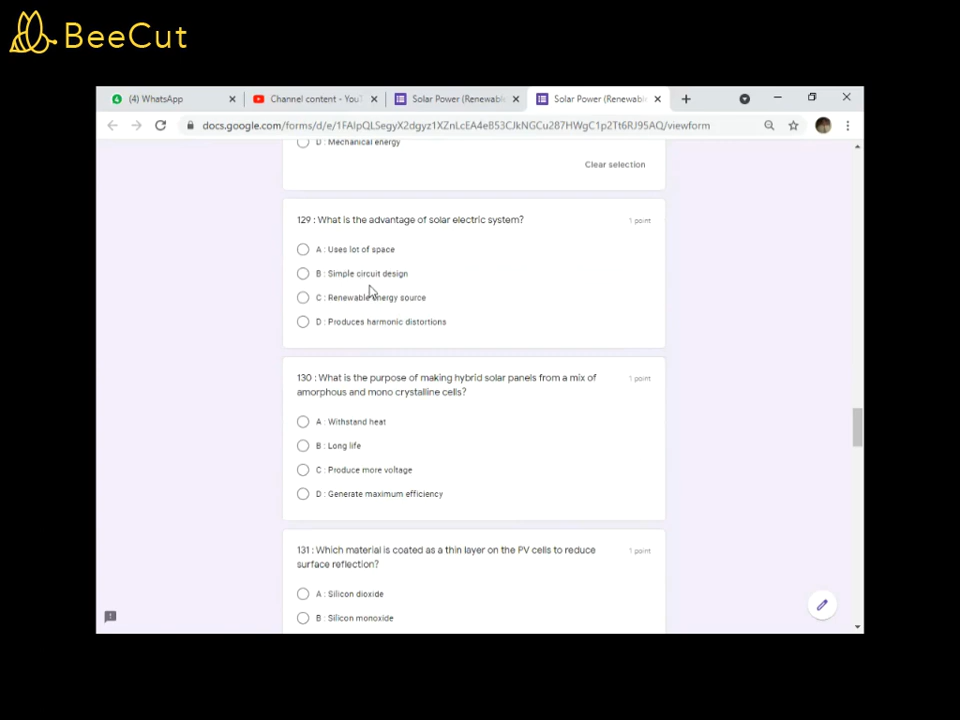 BeeCut
(4) WhatsApp
Channel content - YouT
Solar Power (Renewabl
Solar Power (Renewabl
docs.google.com/forms/d/e/1FAIpQLSegyX2dgyz1XZnLcEA4eB53CJkNGCu287HWgC1p2Tt6RJ95AQ/viewform
D : Mechanical energy
Clear selection
129 : What is the advantage of solar electric system?
1 point
A : Uses lot of space
B : Simple circuit design
C : Renewable energy source
D : Produces harmonic distortions
130 : What is the purpose of making hybrid solar panels from a mix of
1 point
amorphous and mono crystalline cells?
A : Withstand heat
B : Long life
C : Produce more voltage
D : Generate maximum efficiency
131 : Which material is coated as a thin layer on the PV cells to reduce
1 point
surface reflection?
A : Silicon dioxide
B : Silicon monoxide